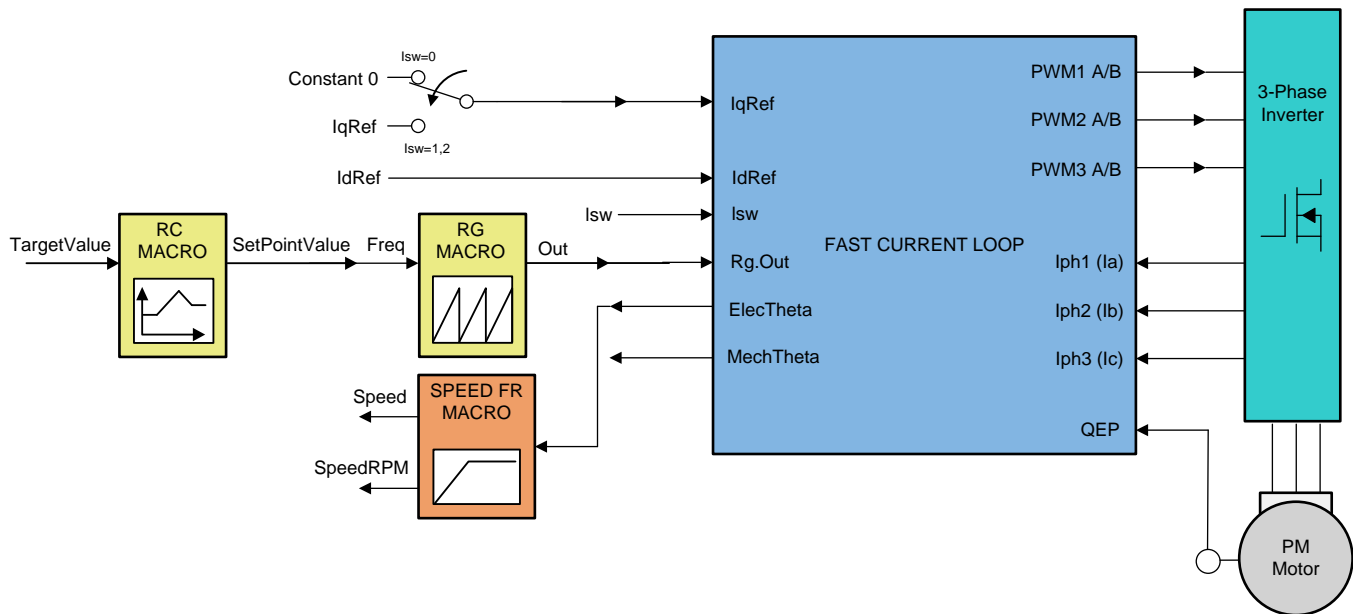 Isw=0
Constant 0
IqRef
Isw=1,2
IdRef
Isw
TargetValue
RC
MACRO
SetPointValue
Freq
RG
MACRO
Out
SPEED FR
MACRO
Speed
SpeedRPM
IqRef
IdRef
Isw
Rg.Out
ElecTheta
MechTheta
FAST CURRENT LOOP
PWM1 A/B
PWM2 A/B
PWM3 A/B
Iph1 (Ia)
Iph2 (Ib)
Iph3 (Ic)
QEP
3-Phase
Inverter
PM
Motor